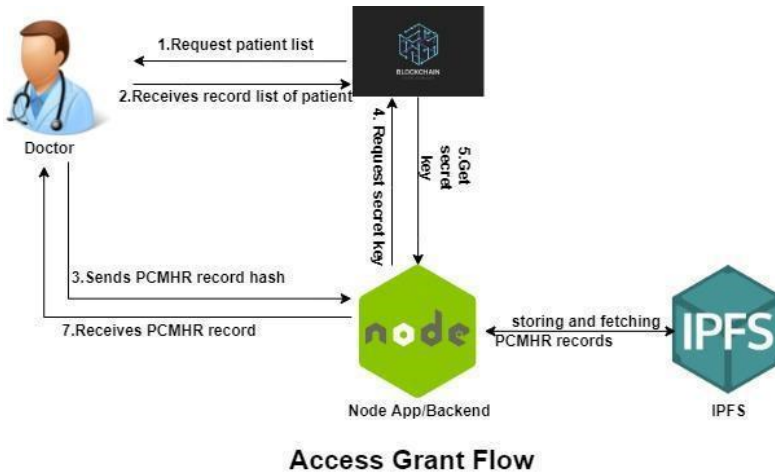 1.Request patient list
BLOCKCHAIN
2.Receives record list of patient
Doctor
4. Request secret key
5.Get
secret
key
3.Sends PCMHR record hash
7.Receives PCMHR record
node
storing and fetching
PCMHR records
IPFS
Node App/Backend
IPFS
Access Grant Flow